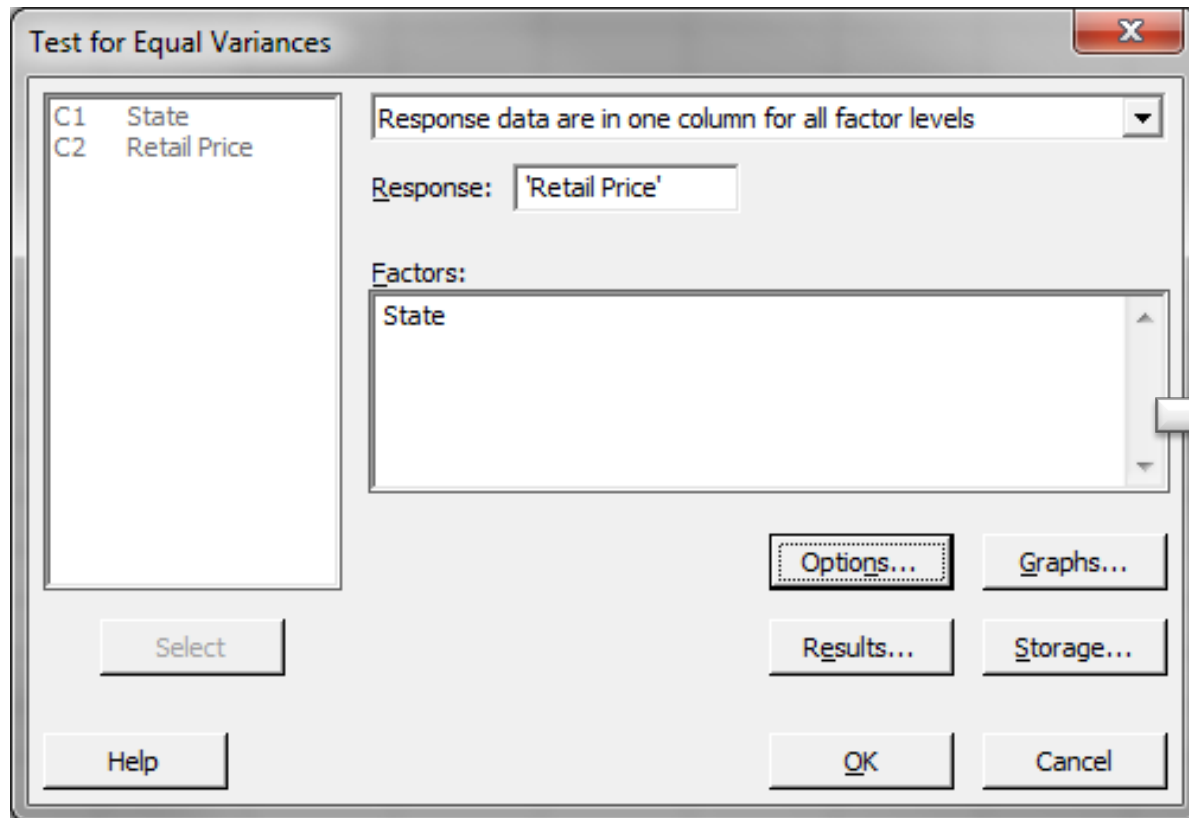 Test for Equal Variances
C1 State
C2 Retail Price
Response data are in one column for all factor levels
Response: 'Retail Price'
Factors:
State
Options... Graphs...
Select Results... Storage...
Help OK Cancel